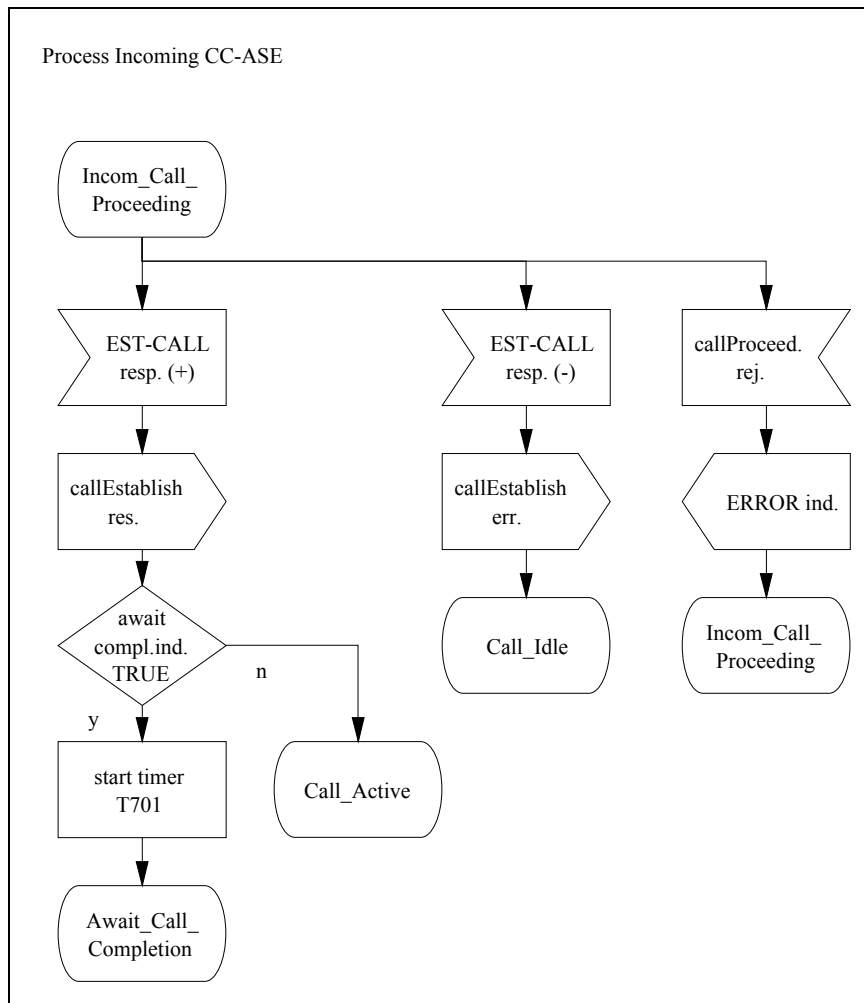 Process Incoming CC-ASE
Incom_Call_
Proceeding
EST-CALL
resp. (+)
EST-CALL
resp. (-)
callProceed.
rej.
callEstablish
res.
callEstablish
err.
ERROR ind.
await
compl.ind.
TRUE
n
y
Call_Idle
Incom_Call_
Proceeding
start timer
T701
Call_Active
Await_Call_
Completion